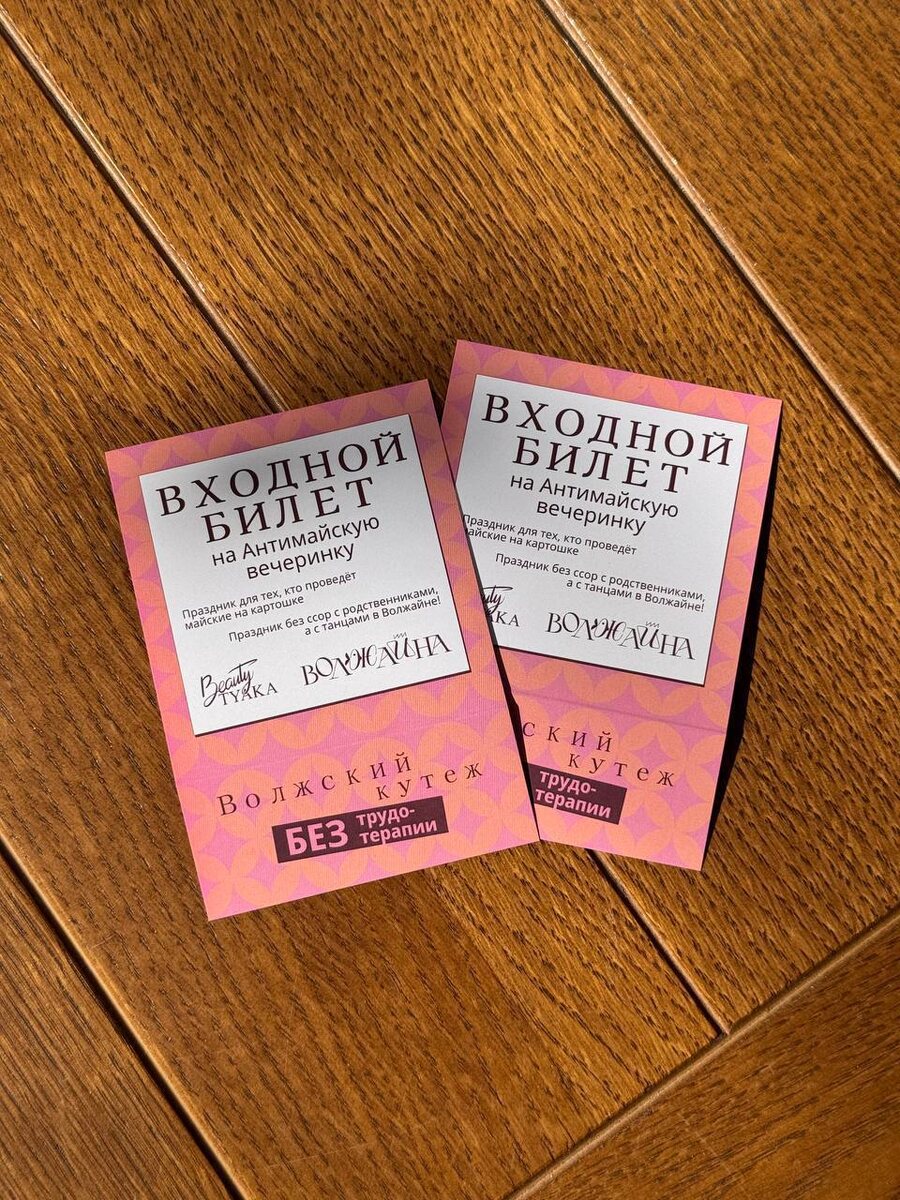 ВХОДНОЙ
БИЛЕТ
на Антимайскую
вечеринку
Праздник для тех, кто проведёт
майские на картошке
Праздник без ссор с родственниками,
а с танцами в Волжайне!
Beauty
ТУЛКА
ВОЛЖАЙНА
Волжский
кутеж
БЕЗ трудо-
терапии
ВХОДНОЙ
БИЛЕТ
на Антимайскую
вечеринку
Праздник для тех, кто проведёт
майские на картошке
Праздник без ссор с родственниками,
а с танцами в Волжайне!
ВОЛЖАЙНА
ский
кутеж
трудо-
терапии